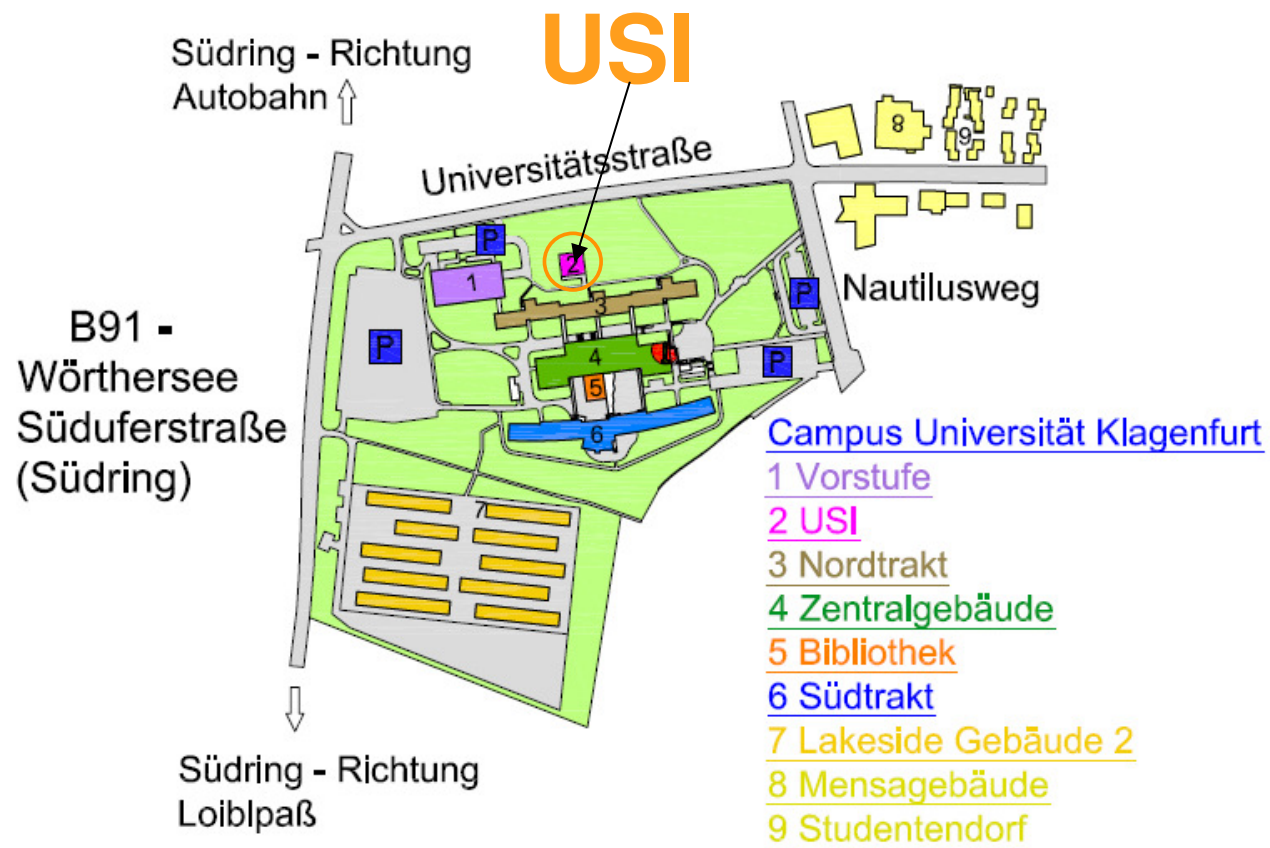 USI
Südring - Richtung
Autobahn
Universitätsstraße
8
9
P
2
1
3
Nautilusweg
P
P
4
P
5
6
B91 -
Wörthersee
Süduferstraße
(Südring)
7
Campus Universität Klagenfurt
1 Vorstufe
2 USI
3 Nordtrakt
4 Zentralgebäude
5 Bibliothek
6 Südtrakt
7 Lakeside Gebäude 2
8 Mensagebäude
9 Studentendorf
Südring - Richtung
Loiblpaß